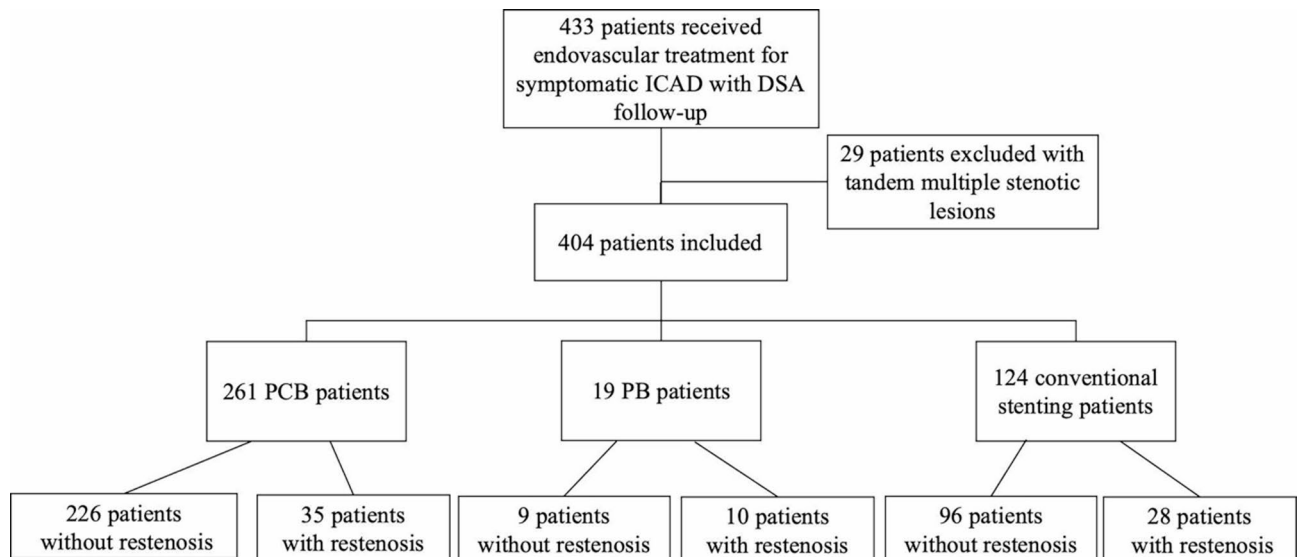 433 patients received
endovascular treatment for
symptomatic ICAD with DSA
follow-up
29 patients excluded with
tandem multiple stenotic
lesions
404 patients included
261 PCB patients
19 PB patients
124 conventional
stenting patients
226 patients
without restenosis
35 patients
with restenosis
9 patients
without restenosis
10 patients
with restenosis
96 patients
without restenosis
28 patients
with restenosis